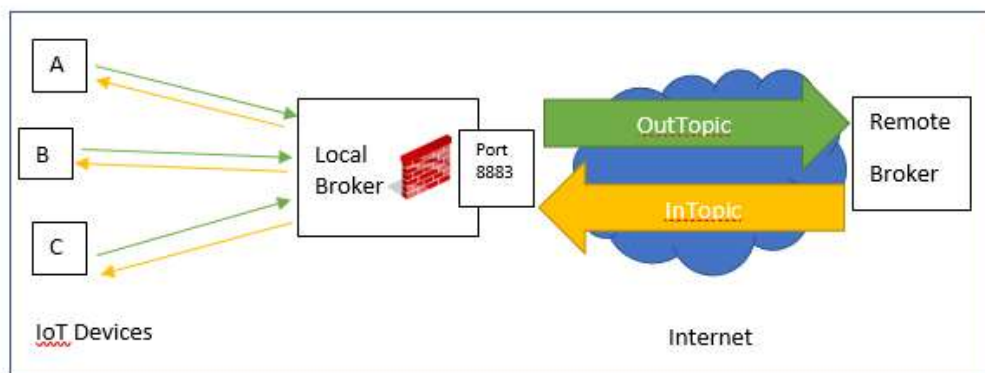 A
B
C
IoT Devices
Local
Broker
Port
8883
OutTopic
InTopic
Internet
Remote
Broker